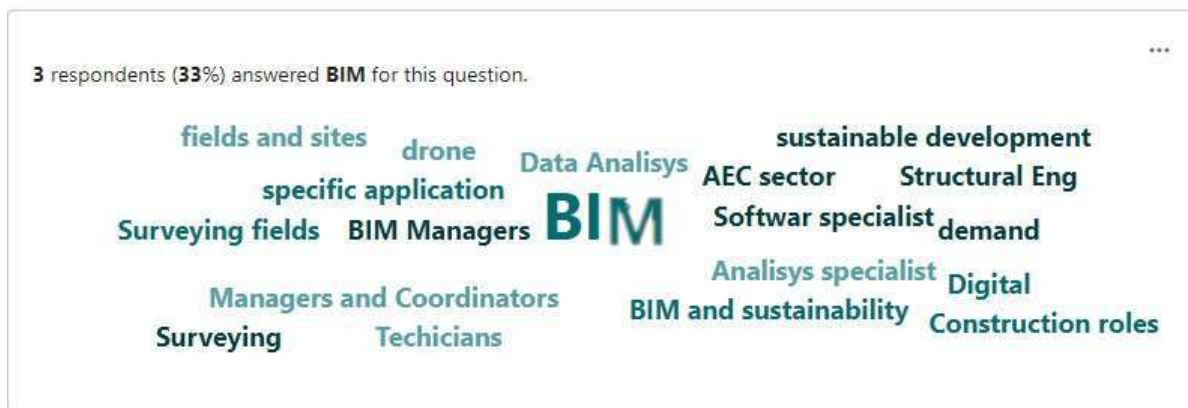 3 respondents (33%) answered BIM for this question.
fields and sites
drone
Data Analisys
sustainable development
specific application
AEC sector
Structural Eng
Surveying fields
BIM Managers
BIM
Softwar specialist
demand
Managers and Coordinators
Analisys specialist
Digital
BIM and sustainability
Construction roles
Surveying
Techicians